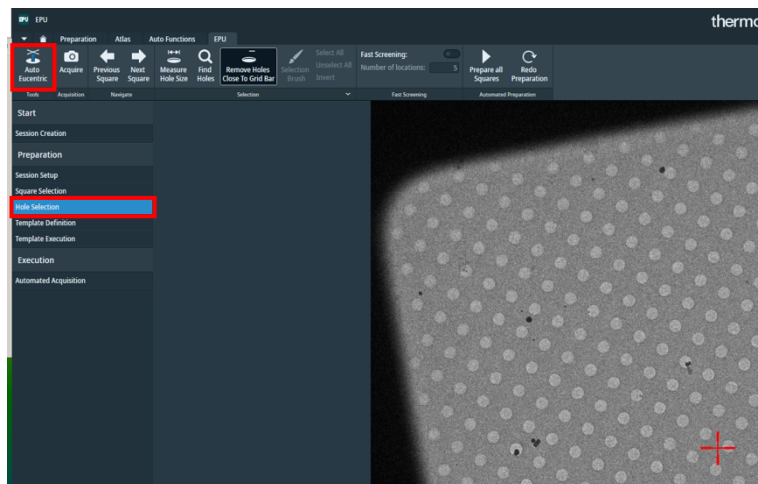 EPU EPU
thermo
Preparation Atlas Auto Functions EPU
Auto Eucentric
Acquire
Previous Square
Next Square
Measure Hole Size
Find Holes
Remove Holes Close To Grid Bar
Selection Brush
Select All
Unselect All
Invert
Fast Screening:
Number of locations: 5
Prepare all Squares
Redo Preparation
Tools Acquisition Navigate Selection Fast Screening Automated Preparation
Start
Session Creation
Preparation
Session Setup
Square Selection
Hole Selection
Template Definition
Template Execution
Execution
Automated Acquisition